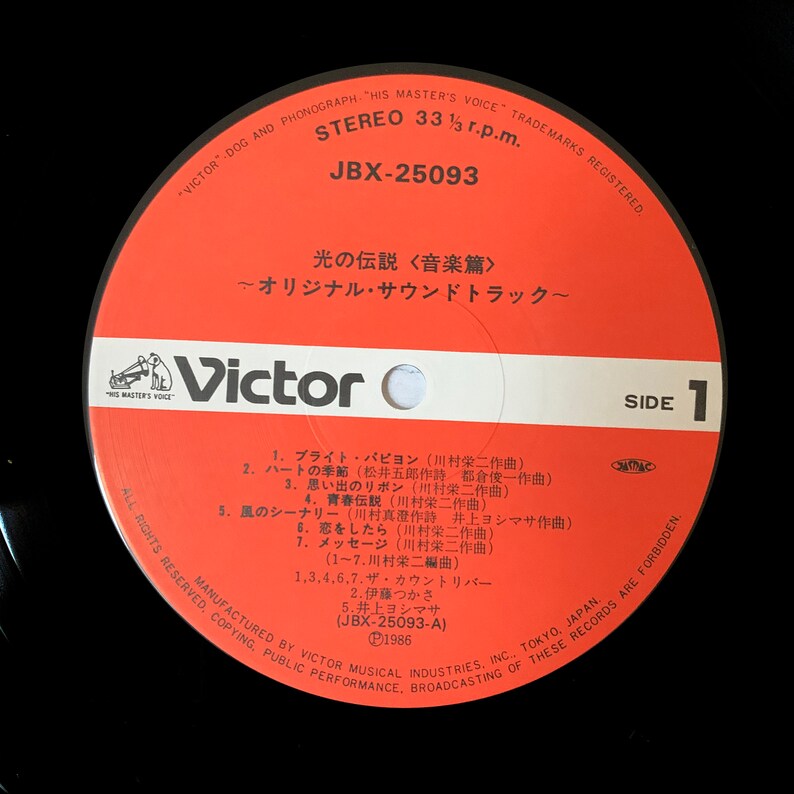 "VICTOR"-DOG AND PHONOGRAPH-"HIS MASTER'S VOICE" TRADEMARKS REGISTERED.
STEREO 33 1/3 r.p.m.
JBX-25093
光の伝説〈音楽篇〉
～オリジナル・サウンドトラック～
Victor
"HIS MASTER'S VOICE"
SIDE 1
1. ブライト・パピヨン（川村栄二作曲）
2. ハートの季節（松井五郎作詩 都倉俊一作曲）
JASRAC
3. 思い出のリボン（川村栄二作曲）
4. 青春伝説（川村栄二作曲）
5. 風のシーナリー（川村真澄作詩 井上ヨシマサ作曲）
6. 恋をしたら（川村栄二作曲）
7. メッセージ（川村栄二作曲）
（1～7.川村栄二編曲）
1,3,4,6,7.ザ・カウントリバー
2.伊藤つかさ
5.井上ヨシマサ
(JBX-25093-A)
Ⓟ1986
MANUFACTURED BY VICTOR MUSICAL INDUSTRIES, INC., TOKYO, JAPAN.
ALL RIGHTS RESERVED. COPYING, PUBLIC PERFORMANCE, BROADCASTING OF THESE RECORDS ARE FORBIDDEN.